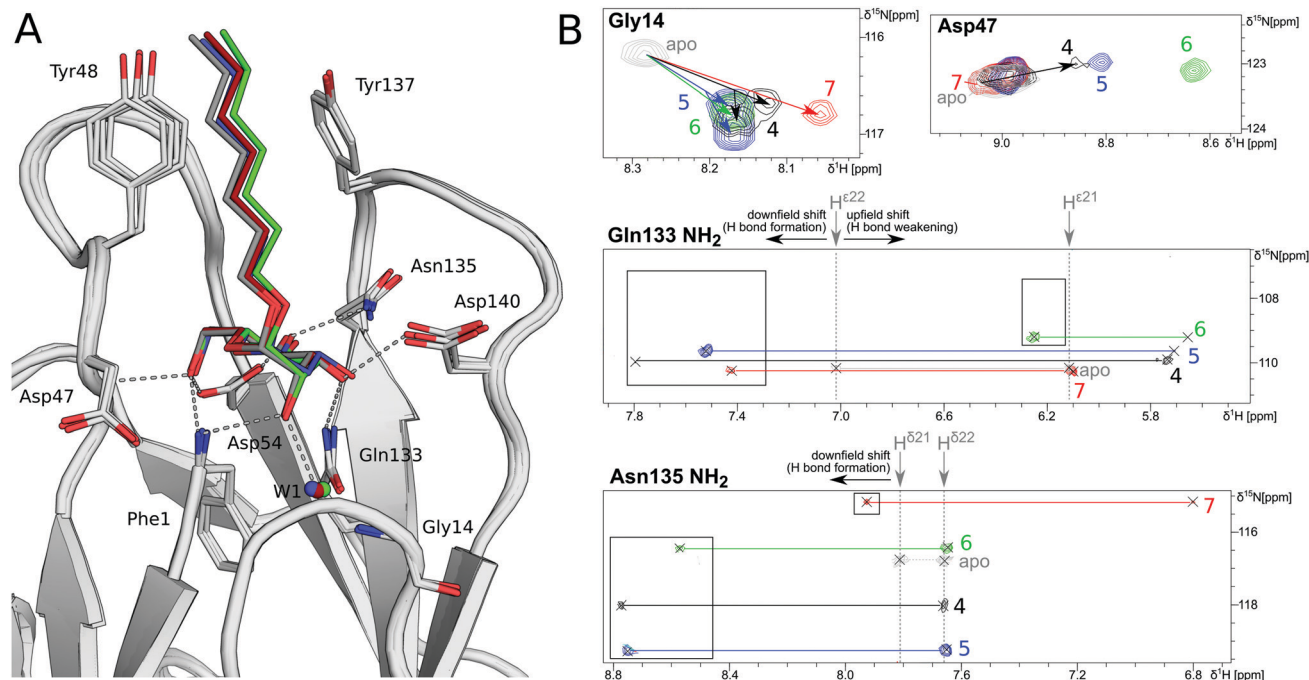 A
Tyr48
Tyr137
Asn135
Asp140
Asp47
Asp54
Gln133
W1
Phe1
Gly14
B
Gly14
δ¹⁵N[ppm]
apo
116
5
7
6
4
117
8.3 8.2 8.1 δ¹H [ppm]
Asp47
δ¹⁵N[ppm]
4
6
7
5
apo
123
124
9.0 8.8 8.6 δ¹H [ppm]
Hε22
Hε21
downfield shift
(H bond formation)
upfield shift
(H bond weakening)
Gln133 NH₂
δ¹⁵N[ppm]
108
6
5
110
apo
4
7
7.8 7.4 7.0 6.6 6.2 5.8 δ¹H [ppm]
Hδ21 Hδ22
downfield shift
(H bond formation)
Asn135 NH₂
δ¹⁵N[ppm]
7
116
6
apo
4
118
5
8.8 8.4 8.0 7.6 7.2 6.8 δ¹H [ppm]